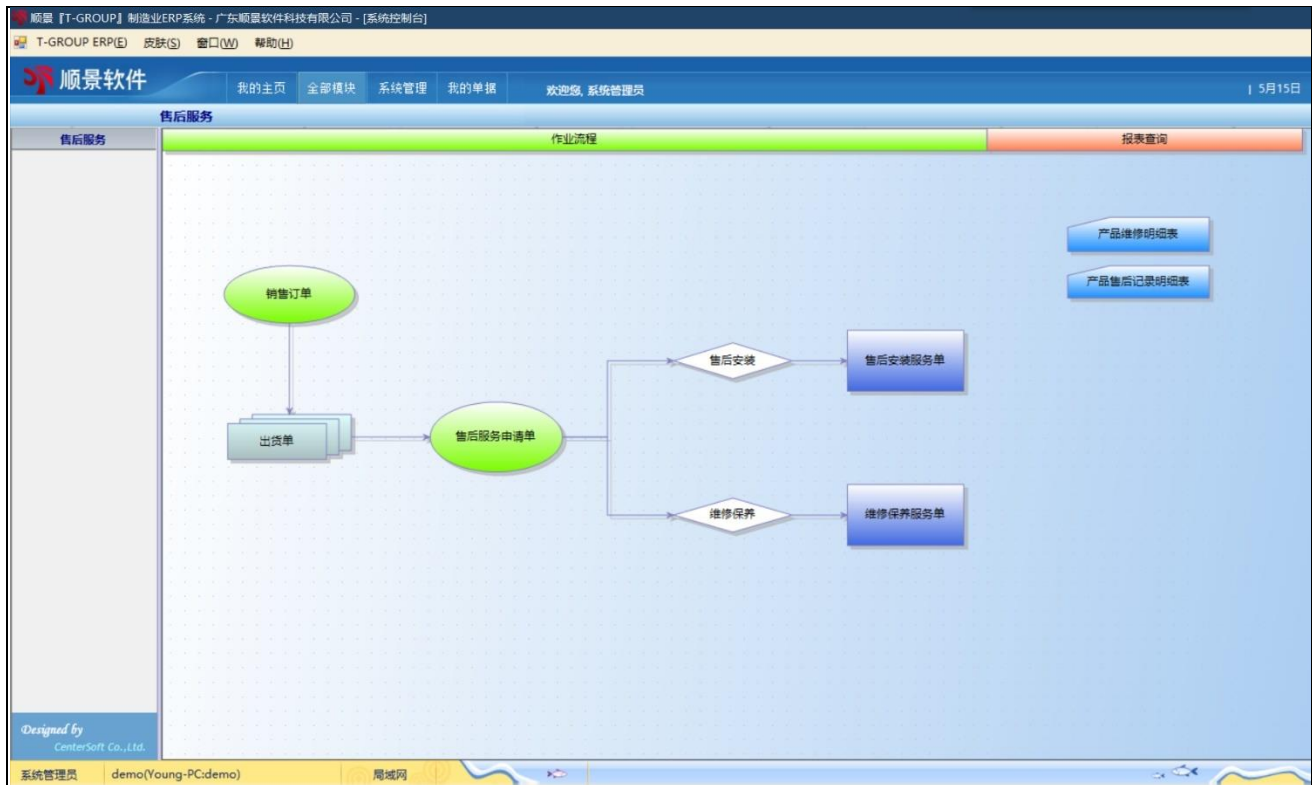 顺景『T-GROUP』制造业ERP系统 - 广东顺景软件科技有限公司 - [系统控制台]
T-GROUP ERP(E) 皮肤(S) 窗口(W) 帮助(H)
顺景软件 我的主页 全部模块 系统管理 我的单据 欢迎您, 系统管理员 | 5月15日
售后服务
售后服务 作业流程 报表查询
产品维修明细表
产品售后记录明细表
销售订单
售后安装 售后安装服务单
出货单 售后服务申请单
维修保养 维修保养服务单
Designed by
CenterSoft Co.,Ltd.
系统管理员 demo(Young-PC:demo) 局域网